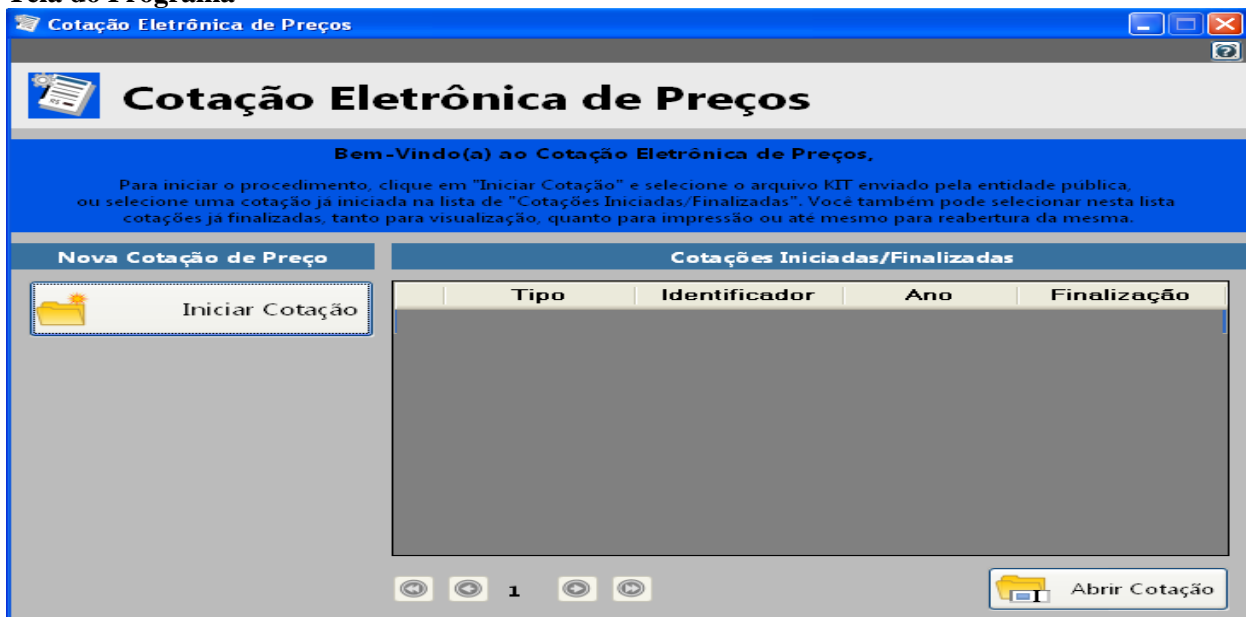 Tela do Programa
Cotação Eletrônica de Preços
Cotação Eletrônica de Preços
Bem-Vindo(a) ao Cotação Eletrônica de Preços,
Para iniciar o procedimento, clique em "Iniciar Cotação" e selecione o arquivo KIT enviado pela entidade pública,
ou selecione uma cotação já iniciada na lista de "Cotações Iniciadas/Finalizadas". Você também pode selecionar nesta lista
cotações já finalizadas, tanto para visualização, quanto para impressão ou até mesmo para reabertura da mesma.
Nova Cotação de Preço
Cotações Iniciadas/Finalizadas
Iniciar Cotação
Tipo Identificador Ano Finalização
1
Abrir Cotação